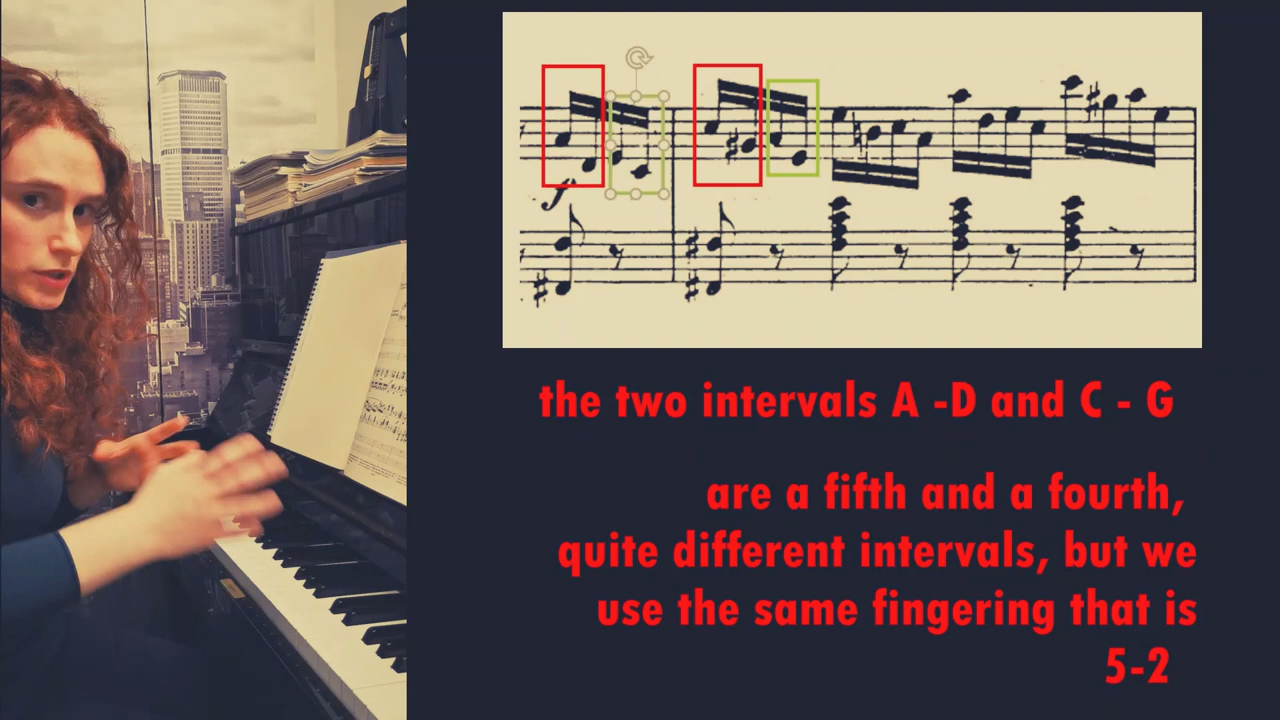 the two intervals A -D and C - G
are a fifth and a fourth,
quite different intervals, but we
use the same fingering that is
5-2